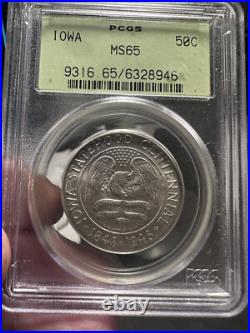 PCGS
IOWA 50C
MS65
9316 65/6328946
IOWA STATEHOOD CENTENNIAL
1846-1946
PCGS